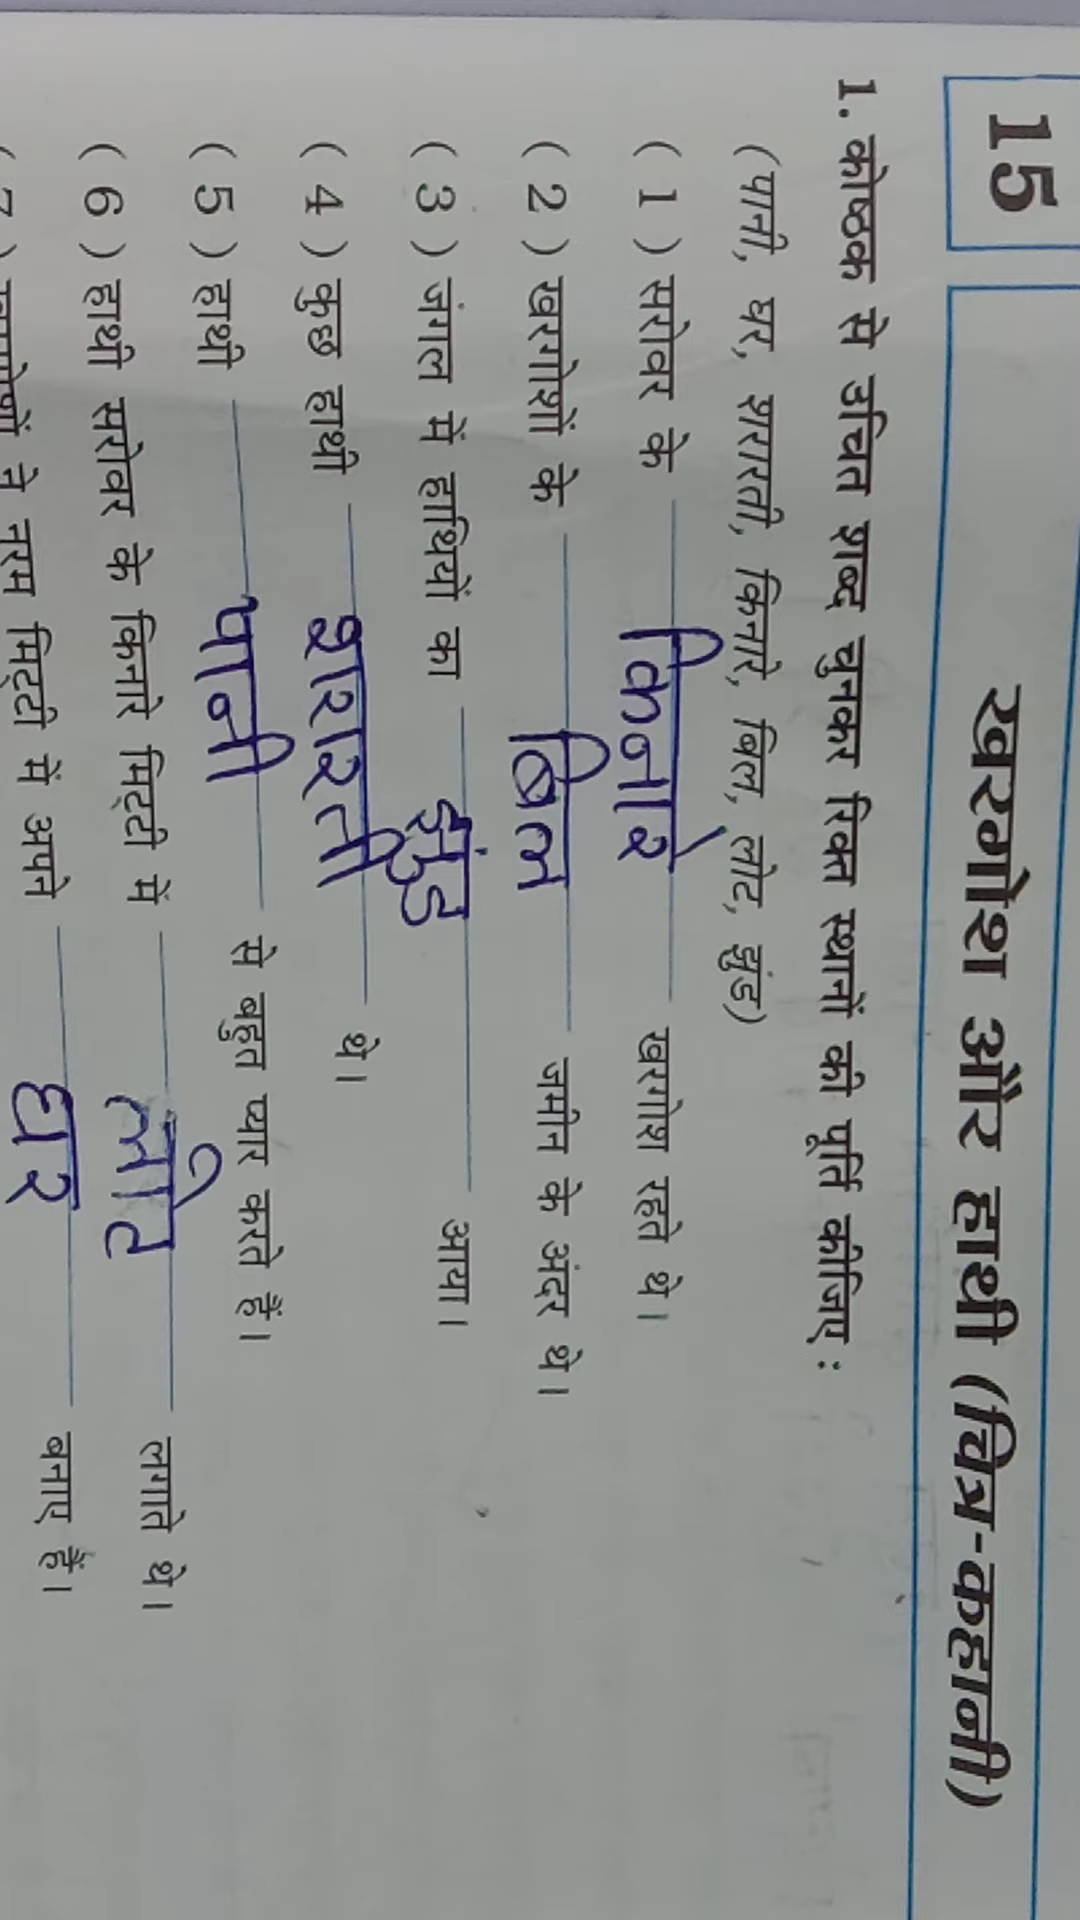 15
खरगोश और हाथी (चित्र-कहानी)
1. कोष्ठक से उचित शब्द चुनकर रिक्त स्थानों की पूर्ति कीजिए :
(पानी, घर, शरारती, किनारे, बिल, लोट, झुंड)
( 1 ) सरोवर के किनारे खरगोश रहते थे।
( 2 ) खरगोशों के बिल जमीन के अंदर थे।
( 3 ) जंगल में हाथियों का झुंड आया।
( 4 ) कुछ हाथी शरारती थे।
( 5 ) हाथी पानी से बहुत प्यार करते हैं।
( 6 ) हाथी सरोवर के किनारे मिट्टी में लोट लगाते थे।
( 7 ) खरगोशों ने नरम मिट्टी में अपने घर बनाए हैं।